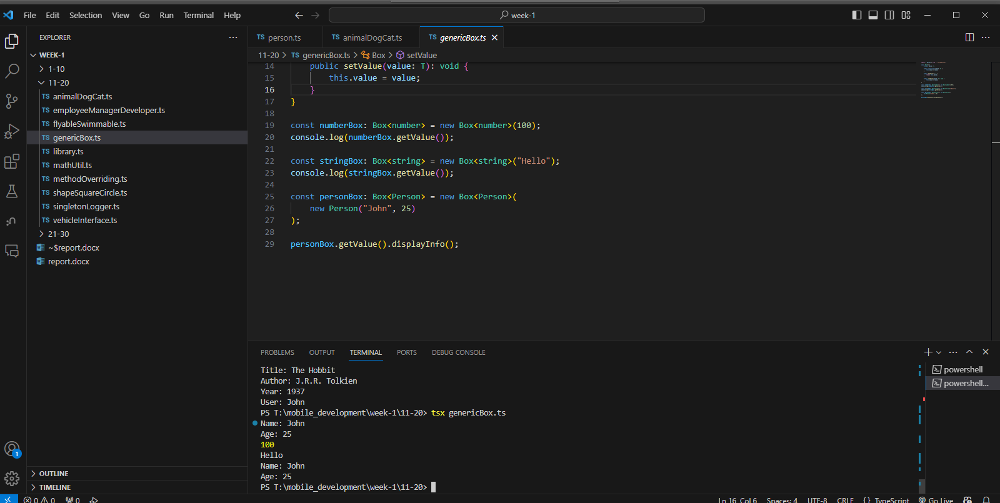 File Edit Selection View Go Run Terminal Help
week-1
EXPLORER
WEEK-1
1-10
11-20
TS animalDogCat.ts
TS employeeManagerDeveloper.ts
TS flyableSwimmable.ts
TS genericBox.ts
TS library.ts
TS mathUtil.ts
TS methodOverriding.ts
TS shapeSquareCircle.ts
TS singletonLogger.ts
TS vehicleInterface.ts
21-30
~$report.docx
report.docx
OUTLINE
TIMELINE
1
TS person.ts
TS animalDogCat.ts
TS genericBox.ts
11-20 > TS genericBox.ts > Box > setValue
14 public setValue(value: T): void {
15 this.value = value;
16 }
17 }
18
19 const numberBox: Box<number> = new Box<number>(100);
20 console.log(numberBox.getValue());
21
22 const stringBox: Box<string> = new Box<string>("Hello");
23 console.log(stringBox.getValue());
24
25 const personBox: Box<Person> = new Box<Person>(
26 new Person("John", 25)
27 );
28
29 personBox.getValue().displayInfo();
PROBLEMS OUTPUT TERMINAL PORTS DEBUG CONSOLE
Title: The Hobbit
Author: J.R.R. Tolkien
Year: 1937
User: John
PS T:\mobile_development\week-1\11-20> tsx genericBox.ts
Name: John
Age: 25
100
Hello
Name: John
Age: 25
PS T:\mobile_development\week-1\11-20>
powershell
powershell...
0 0 0
Ln 16, Col 6 Spaces: 4 UTF-8 CRLF { } TypeScript Go Live